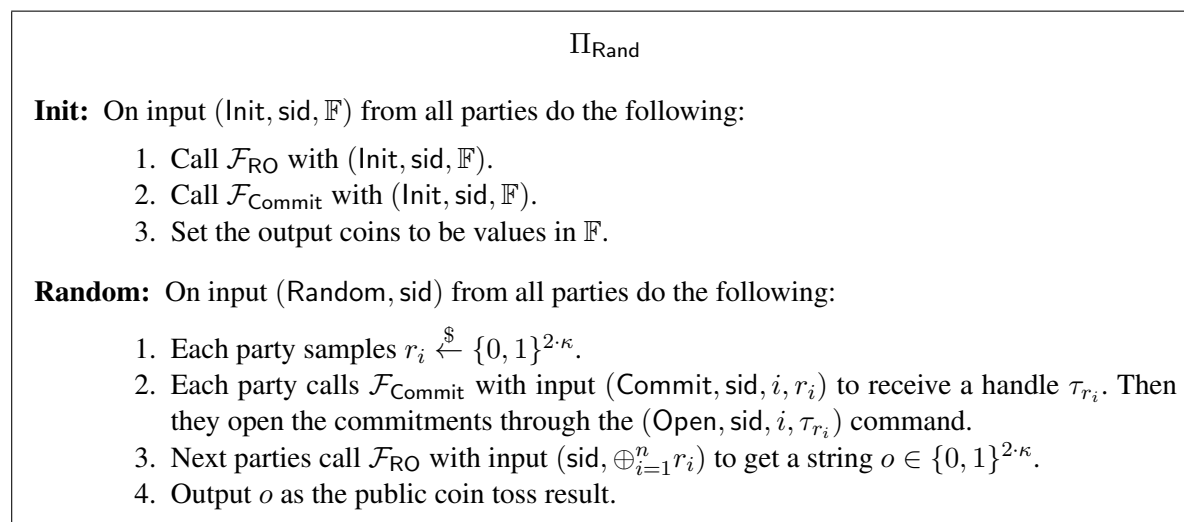 Π_Rand
Init: On input (Init, sid, 𝔽) from all parties do the following:
1. Call ℱ_RO with (Init, sid, 𝔽).
2. Call ℱ_Commit with (Init, sid, 𝔽).
3. Set the output coins to be values in 𝔽.
Random: On input (Random, sid) from all parties do the following:
1. Each party samples r_i ←$ {0, 1}^{2·κ}.
2. Each party calls ℱ_Commit with input (Commit, sid, i, r_i) to receive a handle τ_{r_i}. Then
they open the commitments through the (Open, sid, i, τ_{r_i}) command.
3. Next parties call ℱ_RO with input (sid, ⊕_{i=1}^n r_i) to get a string o ∈ {0, 1}^{2·κ}.
4. Output o as the public coin toss result.